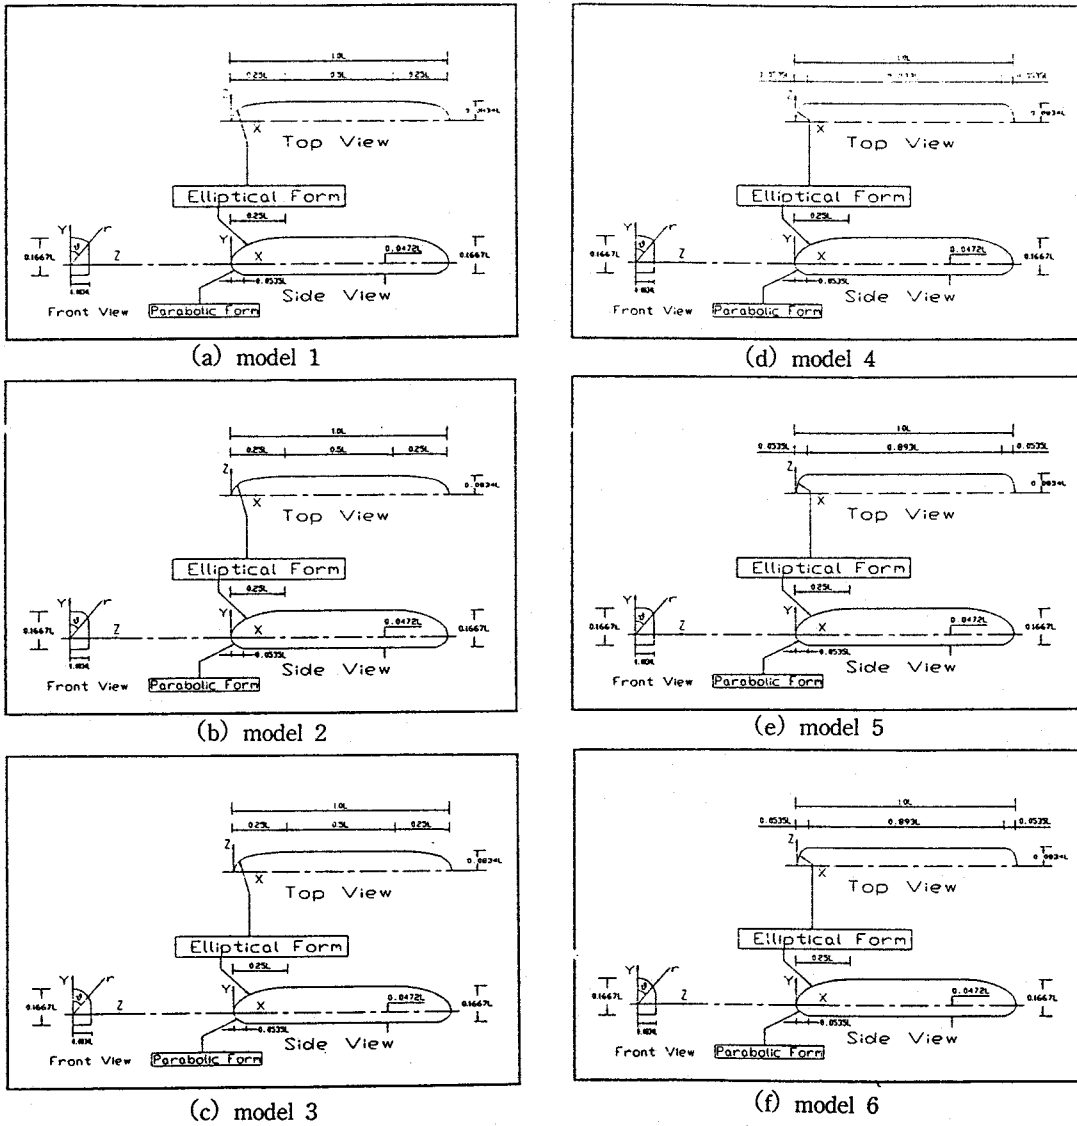 1.0L
0.25L 0.5L 0.25L
X
Top View
Elliptical Form
0.25L
Y r Y
θ
0.1667L Z X 0.0472L 0.1667L
0.0535L
Side View
Front View Parabolic Form
(a) model 1
1.0L
0.25L 0.5L 0.25L
Z
0.0834L
X
Top View
Elliptical Form
0.25L
Y r Y
θ
0.1667L Z X 0.0472L 0.1667L
0.0535L
Side View
Front View Parabolic Form
(b) model 2
1.0L
0.25L 0.5L 0.25L
Z
0.0834L
X
Top View
Elliptical Form
0.25L
Y r Y
θ
0.1667L Z X 0.0472L 0.1667L
0.0535L
Side View
Front View Parabolic Form
(c) model 3
1.0L
0.0535L
X
Top View
Elliptical Form
0.25L
Y r Y
θ
0.1667L Z X 0.0472L 0.1667L
0.0535L
Side View
Front View Parabolic Form
(d) model 4
1.0L
0.0535L 0.893L 0.0535L
Z
0.0834L
X
Top View
Elliptical Form
0.25L
Y r Y
θ
0.1667L Z X 0.0472L 0.1667L
0.0535L
Side View
Front View Parabolic Form
(e) model 5
1.0L
0.0535L 0.893L 0.0535L
Z
0.0834L
X
Top View
Elliptical Form
0.25L
Y r Y
θ
0.1667L Z X 0.0472L 0.1667L
0.0535L
Side View
Front View Parabolic Form
(f) model 6